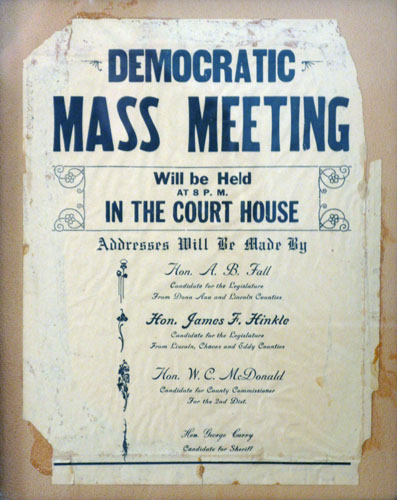 DEMOCRATIC
MASS MEETING
Will be Held
AT 8 P. M.
IN THE COURT HOUSE
Addresses Will Be Made By
Hon. A. B. Fall
Candidate for the Legislature
From Dona Ana and Lincoln Counties
Hon. James F. Hinkle
Candidate for the Legislature
From Lincoln, Chaves and Eddy Counties
Hon. W. C. McDonald
Candidate for County Commissioner
For the 2nd Dist.
Hon. George Curry
Candidate for Sheriff